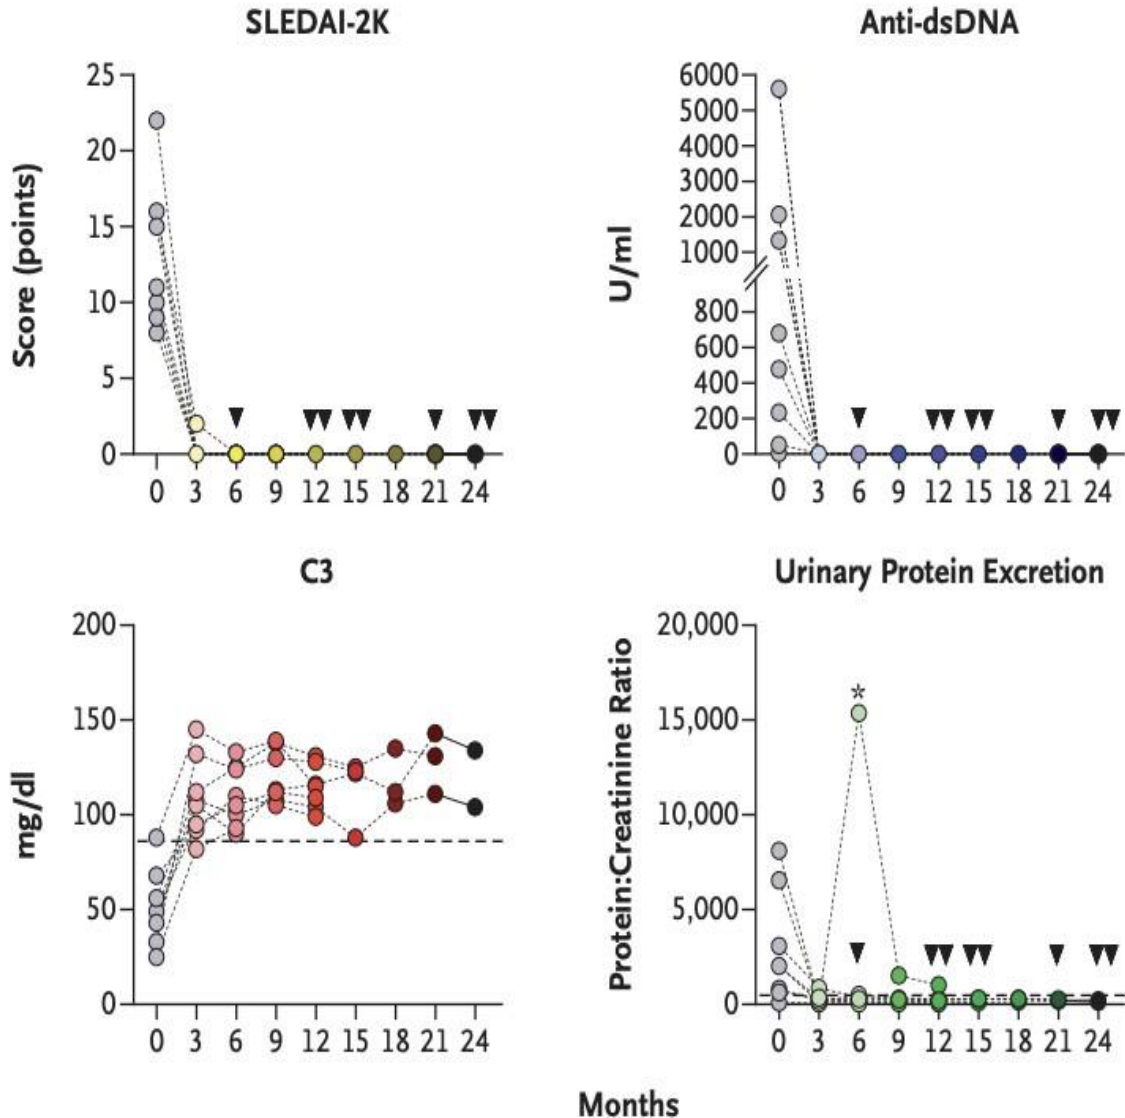 SLEDAI-2K
Score (points)
25
20
15
10
5
0
0 3 6 9 12 15 18 21 24
Anti-dsDNA
U/ml
6000
5000
4000
3000
2000
1000
800
600
400
200
0
0 3 6 9 12 15 18 21 24
C3
mg/dl
200
150
100
50
0
0 3 6 9 12 15 18 21 24
Urinary Protein Excretion
Protein:Creatinine Ratio
20,000
15,000
10,000
5,000
0
*
0 3 6 9 12 15 18 21 24
Months